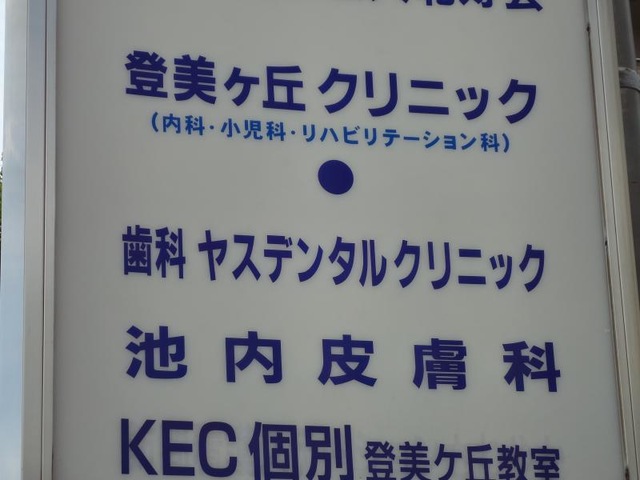 登美ヶ丘 クリニック
(内科・小児科・リハビリテーション科)
歯科 ヤスデンタルクリニック
池内皮膚科
KEC個別 登美ケ丘教室